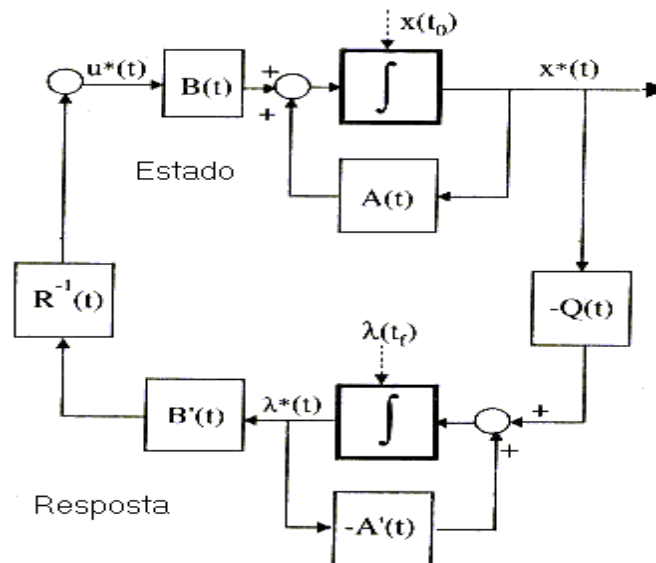 x(t₀)
u*(t)
B(t)
+
+
∫
x*(t)
Estado
A(t)
R⁻¹(t)
-Q(t)
λ(t_f)
B'(t)
λ*(t)
∫
+
+
Resposta
-A'(t)